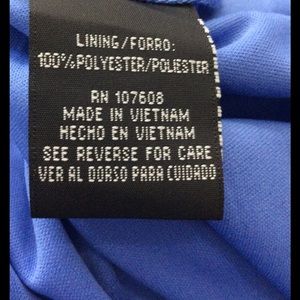 LINING/FORRO:
100%POLYESTER/POLIESTER
RN 107608
MADE IN VIETNAM
HECHO EN VIETNAM
SEE REVERSE FOR CARE
VER AL DORSO PARA CUIDADO